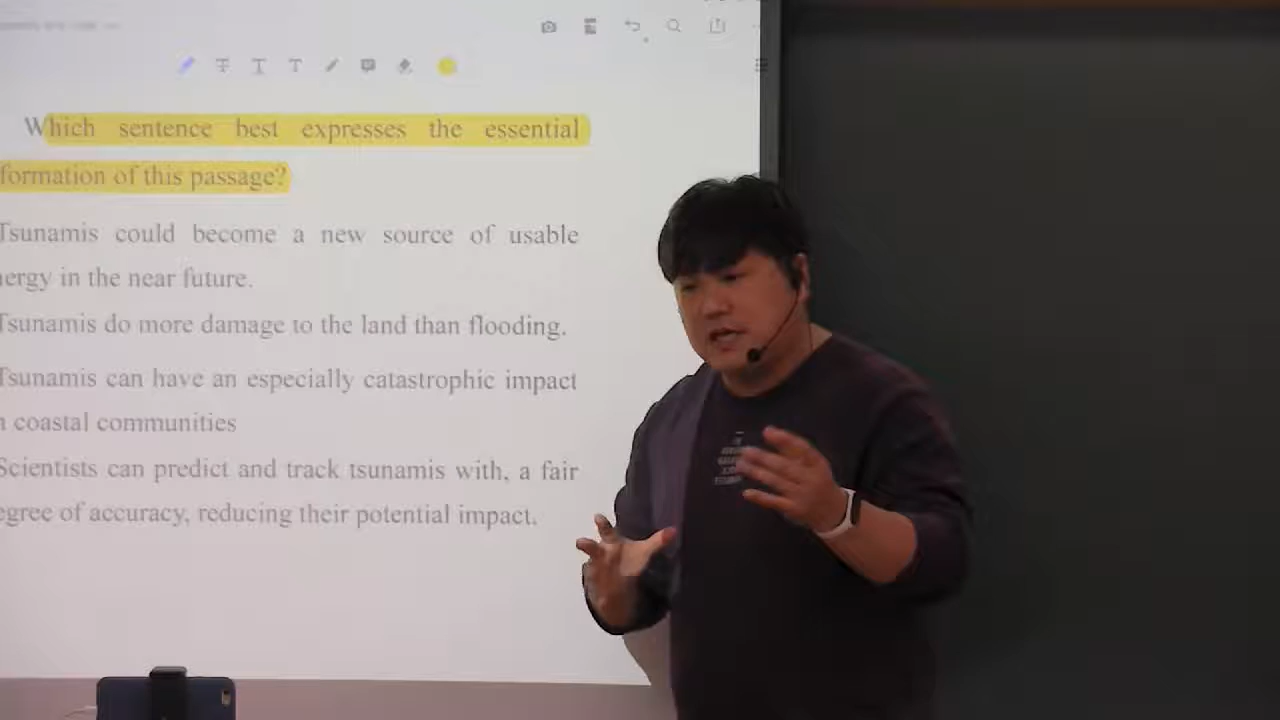 Which sentence best expresses the essential
formation of this passage?
Tsunamis could become a new source of usable
nergy in the near future.
Tsunamis do more damage to the land than flooding.
Tsunamis can have an especially catastrophic impact
n coastal communities
Scientists can predict and track tsunamis with, a fair
egree of accuracy, reducing their potential impact.